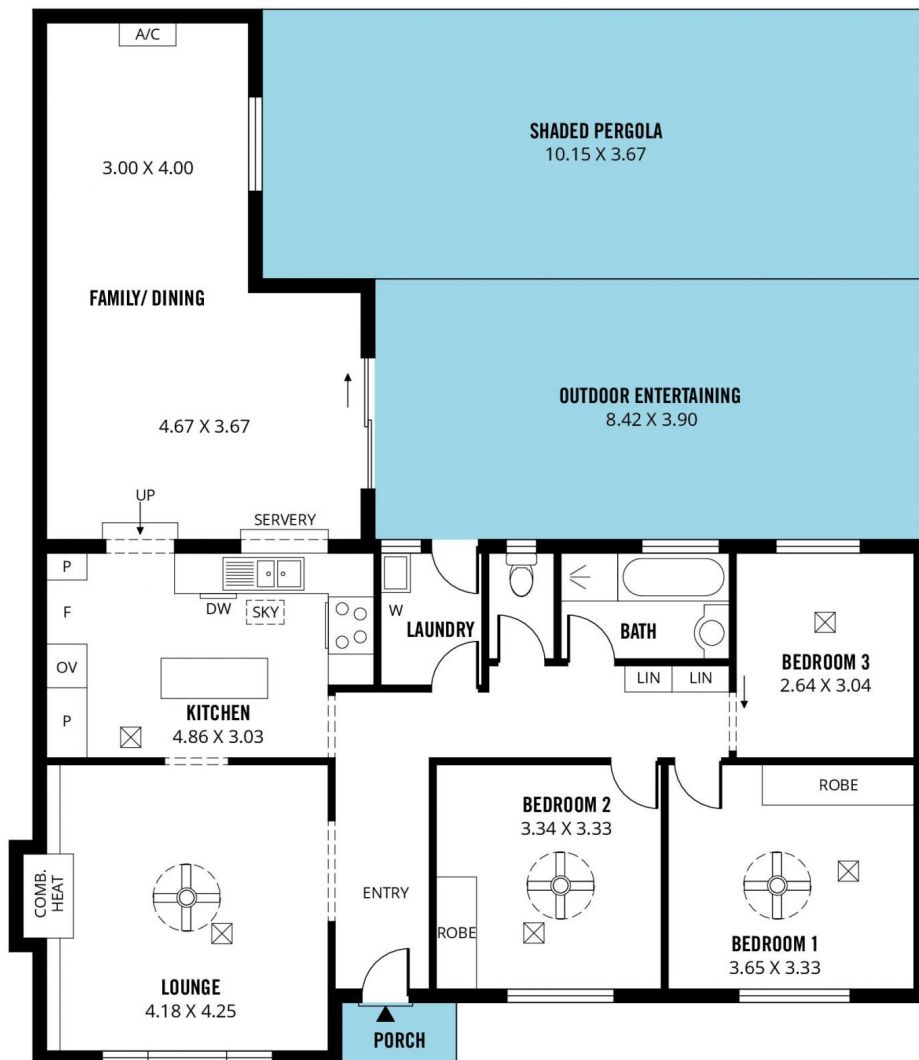 A/C
SHADED PERGOLA
10.15 X 3.67
3.00 X 4.00
FAMILY/ DINING
OUTDOOR ENTERTAINING
8.42 X 3.90
4.67 X 3.67
UP
SERVERY
P
F
DW
SKY
W
LAUNDRY
BATH
OV
LIN
LIN
BEDROOM 3
2.64 X 3.04
P
KITCHEN
4.86 X 3.03
ROBE
BEDROOM 2
3.34 X 3.33
COMB.
HEAT
ENTRY
ROBE
BEDROOM 1
3.65 X 3.33
LOUNGE
4.18 X 4.25
PORCH